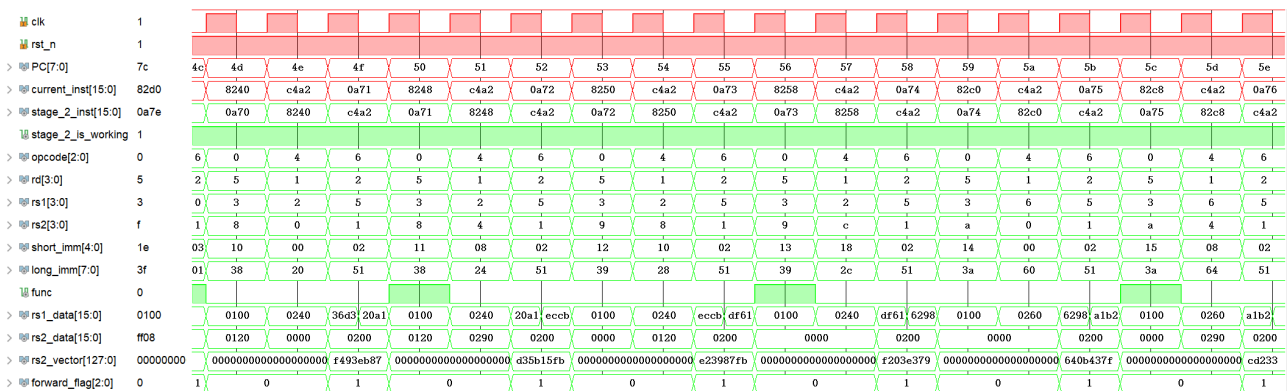 clk 1
rst_n 1
PC[7:0] 7c 4c 4d 4e 4f 50 51 52 53 54 55 56 57 58 59 5a 5b 5c 5d 5e
current_inst[15:0] 82d0 8240 c4a2 0a71 8248 c4a2 0a72 8250 c4a2 0a73 8258 c4a2 0a74 82c0 c4a2 0a75 82c8 c4a2 0a76
stage_2_inst[15:0] 0a7e 0a70 8240 c4a2 0a71 8248 c4a2 0a72 8250 c4a2 0a73 8258 c4a2 0a74 82c0 c4a2 0a75 82c8 c4a2
stage_2_is_working 1
opcode[2:0] 0 6 0 4 6 0 4 6 0 4 6 0 4 6 0 4 6 0 4 6
rd[3:0] 5 2 5 1 2 5 1 2 5 1 2 5 1 2 5 1 2 5 1 2
rs1[3:0] 3 0 3 2 5 3 2 5 3 2 5 3 2 5 3 6 5 3 6 5
rs2[3:0] f 1 8 0 1 8 4 1 9 8 1 9 c 1 a 0 1 a 4 1
short_imm[4:0] 1e 03 10 00 02 11 08 02 12 10 02 13 18 02 14 00 02 15 08 02
long_imm[7:0] 3f 01 38 20 51 38 24 51 39 28 51 39 2c 51 3a 60 51 3a 64 51
func 0
rs1_data[15:0] 0100 0100 0240 36d3 20a1 0100 0240 20a1 eccb 0100 0240 eccb df61 0100 0240 df61 6298 0100 0260 6298 a1b2 0100 0260 a1b2
rs2_data[15:0] ff08 0120 0000 0200 0120 0290 0200 0000 0120 0200 0000 0200 0000 0200 0000 0290 0200
rs2_vector[127:0] 00000000 0000000000000000000 f493eb87 0000000000000000000 d35b15fb 0000000000000000000 e23987fb 0000000000000000000 f203e379 0000000000000000000 640b437f 0000000000000000000 cd233
forward_flag[2:0] 0 1 0 1 0 1 0 1 0 1 0 1 0 1